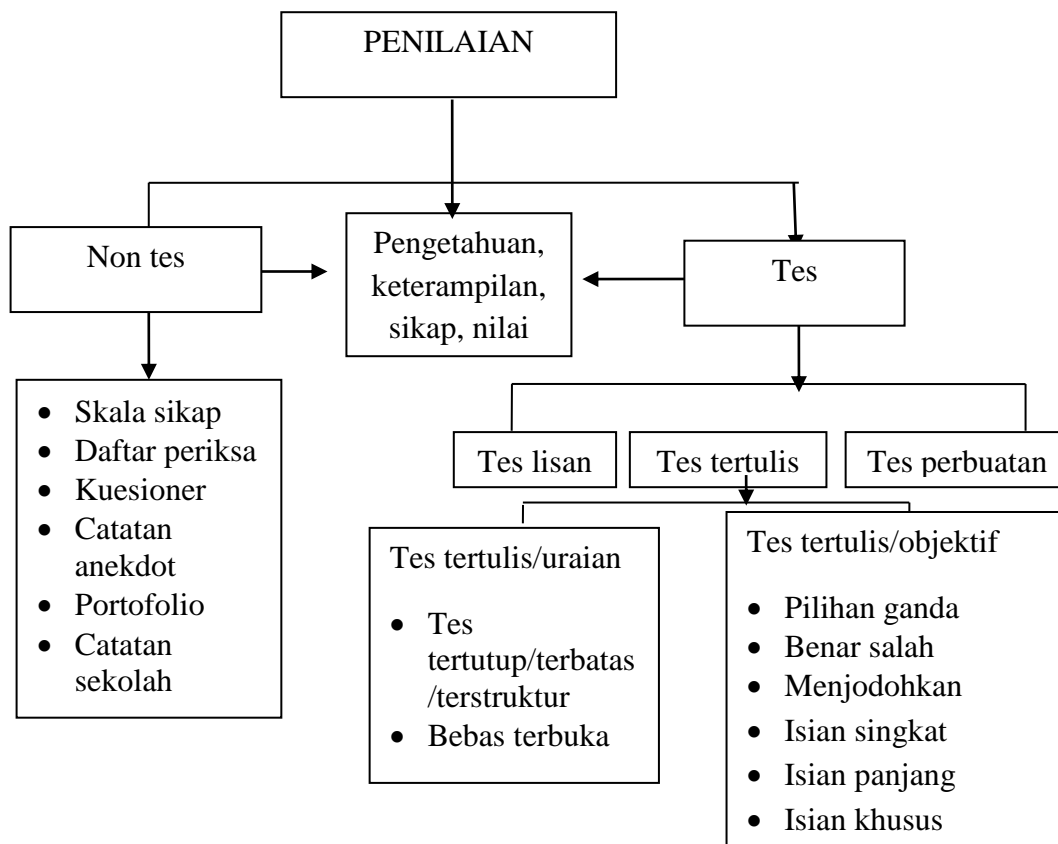 PENILAIAN
Non tes
Pengetahuan,
keterampilan,
sikap, nilai
Tes
• Skala sikap
• Daftar periksa
• Kuesioner
• Catatan
anekdot
• Portofolio
• Catatan
sekolah
Tes lisan
Tes tertulis
Tes perbuatan
Tes tertulis/uraian
• Tes
tertutup/terbatas
/terstruktur
• Bebas terbuka
Tes tertulis/objektif
• Pilihan ganda
• Benar salah
• Menjodohkan
• Isian singkat
• Isian panjang
• Isian khusus